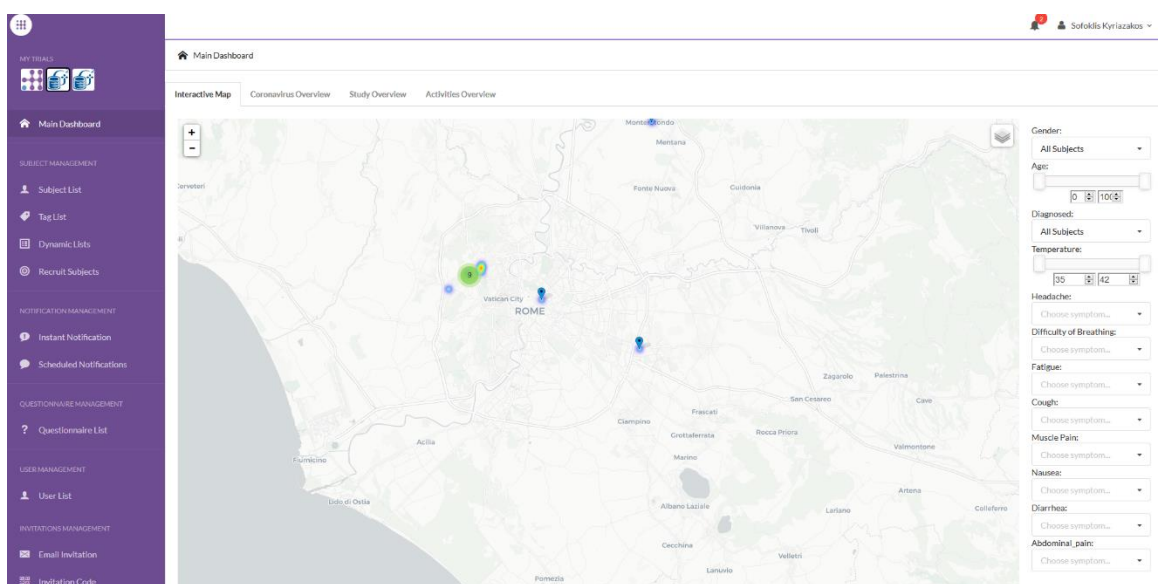 2
Sofoklis Kyriazakos
MY TRIALS
Main Dashboard
SUBJECT MANAGEMENT
Subject List
Tag List
Dynamic Lists
Recruit Subjects
NOTIFICATION MANAGEMENT
Instant Notification
Scheduled Notifications
QUESTIONNAIRE MANAGEMENT
? Questionnaire List
USER MANAGEMENT
User List
INVITATIONS MANAGEMENT
Email Invitation
Invitation Code
Main Dashboard
Interactive Map
Coronavirus Overview
Study Overview
Activities Overview
+
-
Mentana
Cerveteri
Fonte Nuova
Guidonia
Villanova
Tivoli
9
Vatican City
ROME
Zagarolo
Palestrina
San Cesareo
Cave
Frascati
Ciampino
Grottaferrata
Rocca Priora
Acilia
Valmontone
Marino
Fiumicino
Artena
Lido di Ostia
Albano Laziale
Lariano
Colleferro
Cecchina
Velletri
Lanuvio
Pomezia
Gender:
All Subjects
Age:
0 100
Diagnosed:
All Subjects
Temperature:
35 42
Headache:
Choose symptom...
Difficulty of Breathing:
Choose symptom...
Fatigue:
Choose symptom...
Cough:
Choose symptom...
Muscle Pain:
Choose symptom...
Nausea:
Choose symptom...
Diarrhea:
Choose symptom...
Abdominal_pain:
Choose symptom...